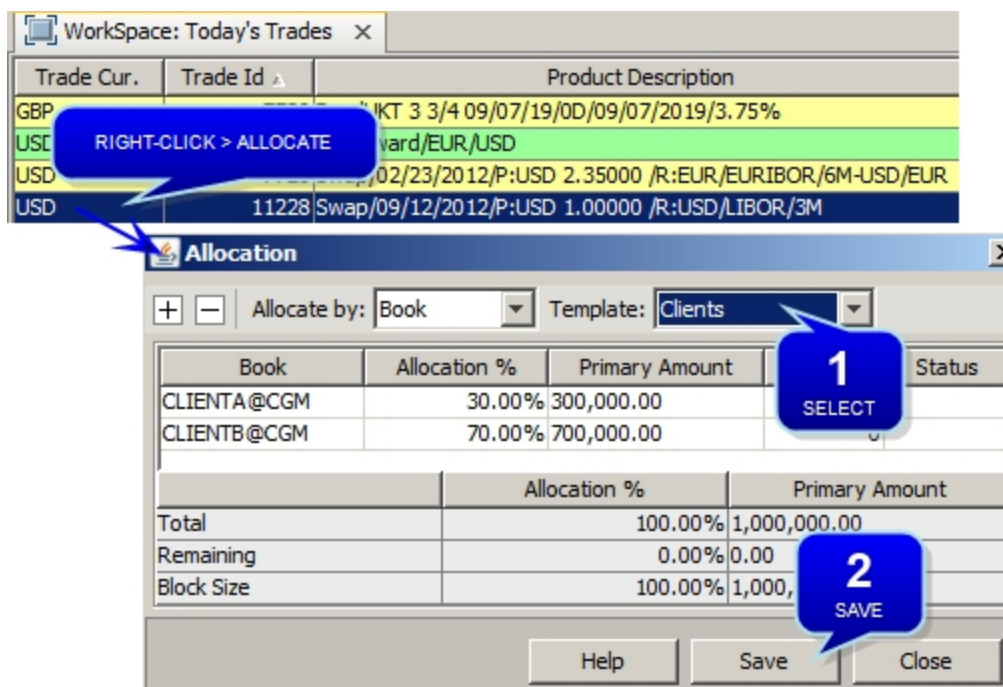 WorkSpace: Today's Trades
Trade Cur. Trade Id Product Description
GBP UKT 3 3/4 09/07/19/0D/09/07/2019/3.75%
RIGHT-CLICK > ALLOCATE
USD /EUR/USD
USD /02/23/2012/P:USD 2.35000 /R:EUR/EURIBOR/6M-USD/EUR
USD 11228 Swap/09/12/2012/P:USD 1.00000 /R:USD/LIBOR/3M
Allocation
Allocate by: Book Template: Clients
Book Allocation % Primary Amount Status
1
SELECT
CLIENTA@CGM 30.00% 300,000.00
CLIENTB@CGM 70.00% 700,000.00
Allocation % Primary Amount
Total 100.00% 1,000,000.00
Remaining 0.00% 0.00
Block Size 100.00% 1,000,
2
SAVE
Help Save Close